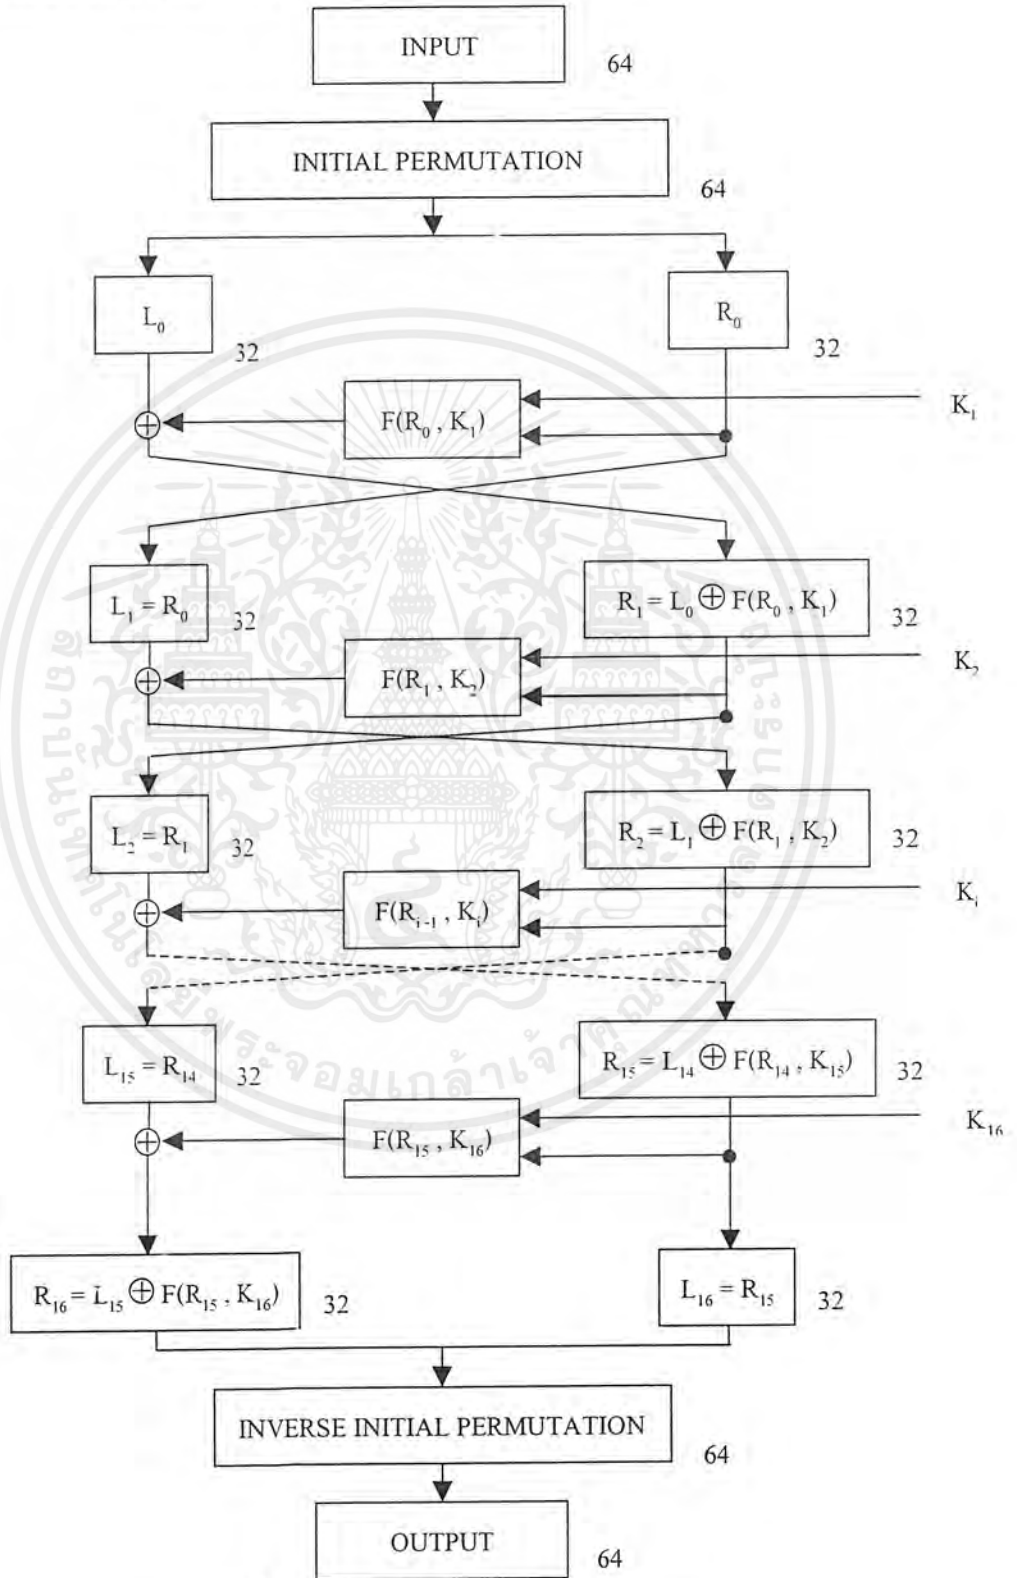 INPUT
64
INITIAL PERMUTATION
64
L₀
32
R₀
32
F(R₀ , K₁)
K₁
L₁ = R₀
32
R₁ = L₀ ⊕ F(R₀ , K₁)
32
F(R₁ , K₂)
K₂
L₂ = R₁
32
R₂ = L₁ ⊕ F(R₁ , K₂)
32
F(Rᵢ₋₁ , Kᵢ)
Kᵢ
L₁₅ = R₁₄
32
R₁₅ = L₁₄ ⊕ F(R₁₄ , K₁₅)
32
F(R₁₅ , K₁₆)
K₁₆
R₁₆ = L₁₅ ⊕ F(R₁₅ , K₁₆)
32
L₁₆ = R₁₅
32
INVERSE INITIAL PERMUTATION
64
OUTPUT
64